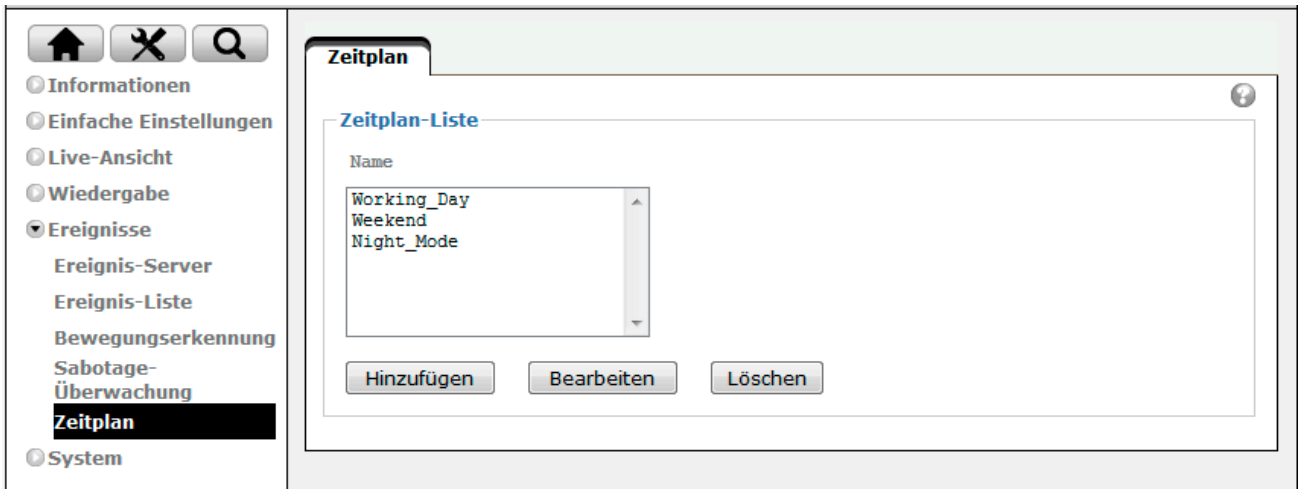 Informationen
Einfache Einstellungen
Live-Ansicht
Wiedergabe
Ereignisse
Ereignis-Server
Ereignis-Liste
Bewegungserkennung
Sabotage-
Überwachung
Zeitplan
System
Zeitplan
Zeitplan-Liste
Name
Working_Day
Weekend
Night_Mode
Hinzufügen Bearbeiten Löschen